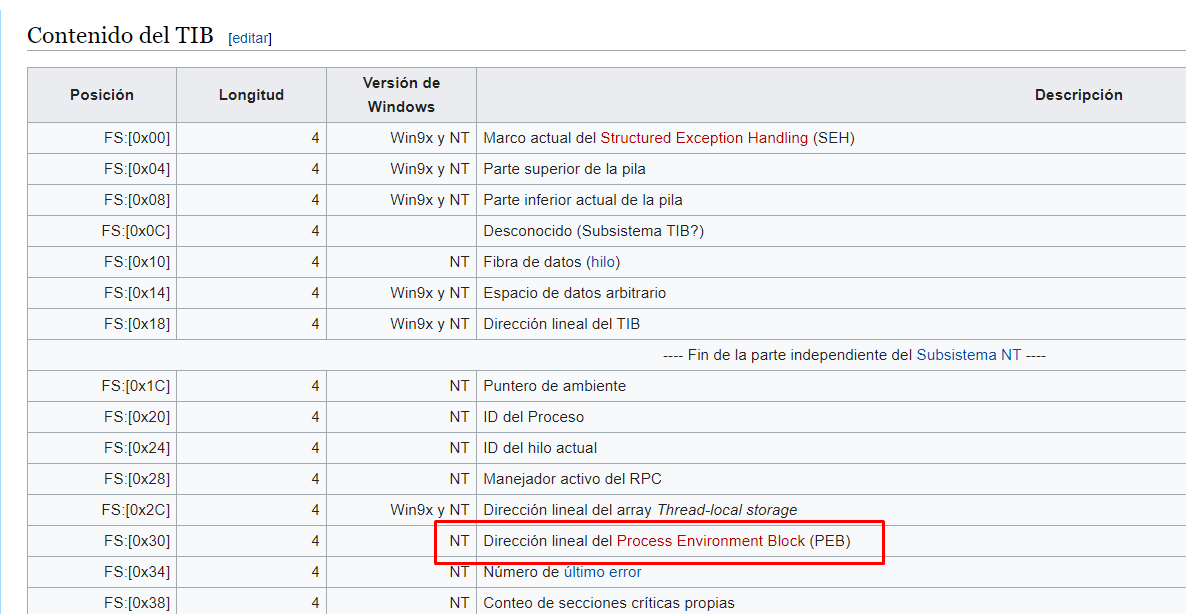 Contenido del TIB [editar]
Posición Longitud Versión de Windows Descripción
FS:[0x00] 4 Win9x y NT Marco actual del Structured Exception Handling (SEH)
FS:[0x04] 4 Win9x y NT Parte superior de la pila
FS:[0x08] 4 Win9x y NT Parte inferior actual de la pila
FS:[0x0C] 4 Desconocido (Subsistema TIB?)
FS:[0x10] 4 NT Fibra de datos (hilo)
FS:[0x14] 4 Win9x y NT Espacio de datos arbitrario
FS:[0x18] 4 Win9x y NT Dirección lineal del TIB
---- Fin de la parte independiente del Subsistema NT ----
FS:[0x1C] 4 NT Puntero de ambiente
FS:[0x20] 4 NT ID del Proceso
FS:[0x24] 4 NT ID del hilo actual
FS:[0x28] 4 NT Manejador activo del RPC
FS:[0x2C] 4 Win9x y NT Dirección lineal del array Thread-local storage
FS:[0x30] 4 NT Dirección lineal del Process Environment Block (PEB)
FS:[0x34] 4 NT Número de último error
FS:[0x38] 4 NT Conteo de secciones críticas propias